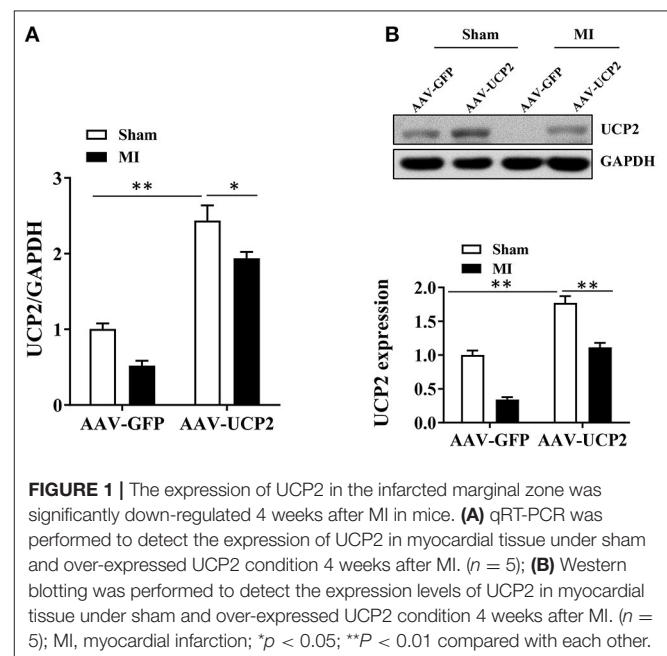 A
Sham
MI
UCP2/GAPDH
3
2
1
0
**
*
AAV-GFP
AAV-UCP2
B
Sham
MI
AAV-GFP
AAV-UCP2
AAV-GFP
AAV-UCP2
UCP2
GAPDH
Sham
MI
UCP2 expression
2.0
1.5
1.0
0.5
0.0
**
**
AAV-GFP
AAV-UCP2
FIGURE 1 | The expression of UCP2 in the infarcted marginal zone was
significantly down-regulated 4 weeks after MI in mice. (A) qRT-PCR was
performed to detect the expression of UCP2 in myocardial tissue under sham
and over-expressed UCP2 condition 4 weeks after MI. (n = 5); (B) Western
blotting was performed to detect the expression levels of UCP2 in myocardial
tissue under sham and over-expressed UCP2 condition 4 weeks after MI. (n =
5); MI, myocardial infarction; *p < 0.05; **P < 0.01 compared with each other.